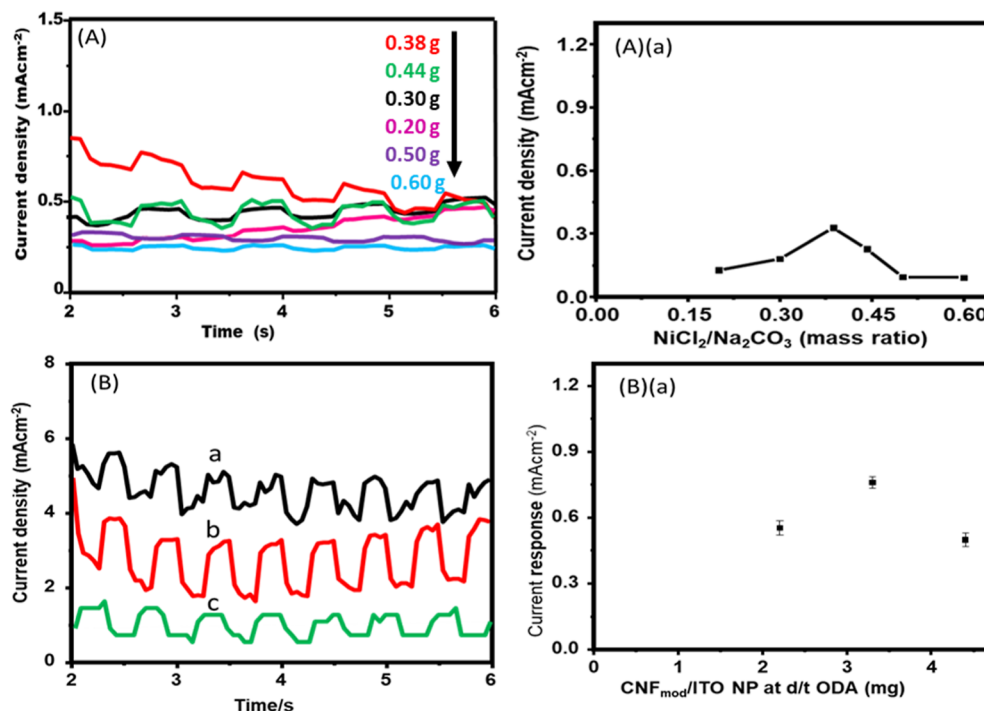 (A)
Current density (mAcm-2)
1.5
1.0
0.5
0
2 3 4 5 6
Time (s)
0.38 g
0.44 g
0.30 g
0.20 g
0.50 g
0.60 g
(A)(a)
Current density (mAcm-2)
1.2
0.9
0.6
0.3
0.0
0.00 0.15 0.30 0.45 0.60
NiCl2/Na2CO3 (mass ratio)
(B)
Current density (mAcm-2)
8
6
4
2
0
a
b
c
2 3 4 5 6
Time/s
(B)(a)
Current response (mAcm-2)
1.2
0.9
0.6
0.3
0.0
0 1 2 3 4
CNFmod/ITO NP at d/t ODA (mg)